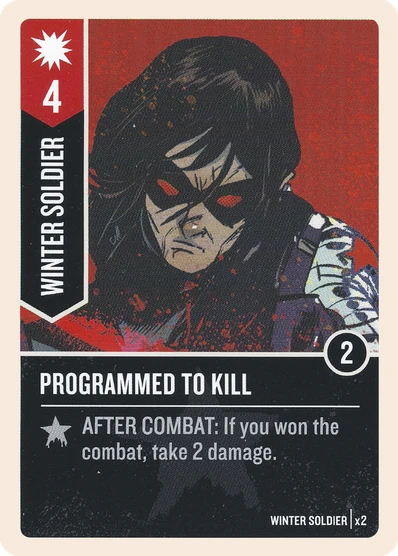 4
WINTER SOLDIER
2
PROGRAMMED TO KILL
AFTER COMBAT: If you won the
combat, take 2 damage.
WINTER SOLDIER | x2